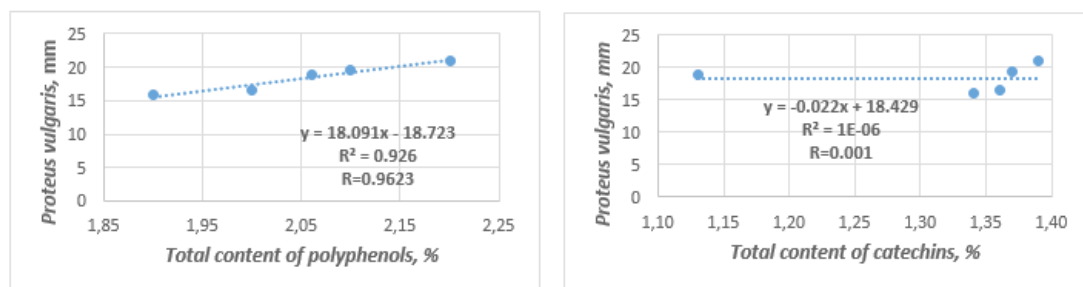 Proteus vulgaris, mm
25
20
15
10
5
0
y = 18.091x - 18.723
R² = 0.926
R=0.9623
1,85 1,95 2,05 2,15 2,25
Total content of polyphenols, %
Proteus vulgaris, mm
25
20
15
10
5
0
y = -0.022x + 18.429
R² = 1E-06
R=0.001
1,10 1,15 1,20 1,25 1,30 1,35 1,40
Total content of catechins, %